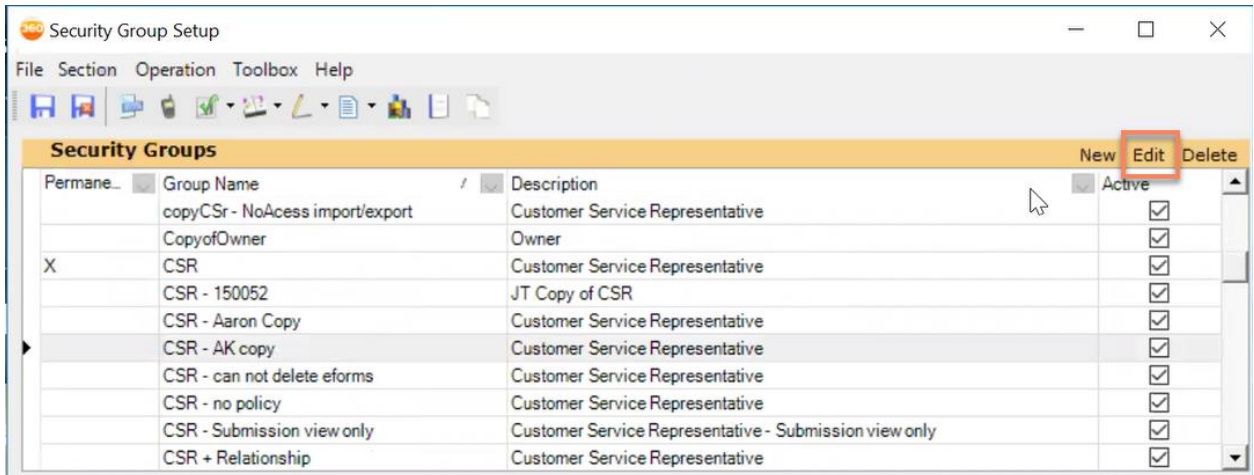 360 Security Group Setup
File Section Operation Toolbox Help
Security Groups New Edit Delete
Permane... Group Name / Description Active
copyCSr - NoAcess import/export Customer Service Representative
CopyofOwner Owner
X CSR Customer Service Representative
CSR - 150052 JT Copy of CSR
CSR - Aaron Copy Customer Service Representative
CSR - AK copy Customer Service Representative
CSR - can not delete eforms Customer Service Representative
CSR - no policy Customer Service Representative
CSR - Submission view only Customer Service Representative - Submission view only
CSR + Relationship Customer Service Representative